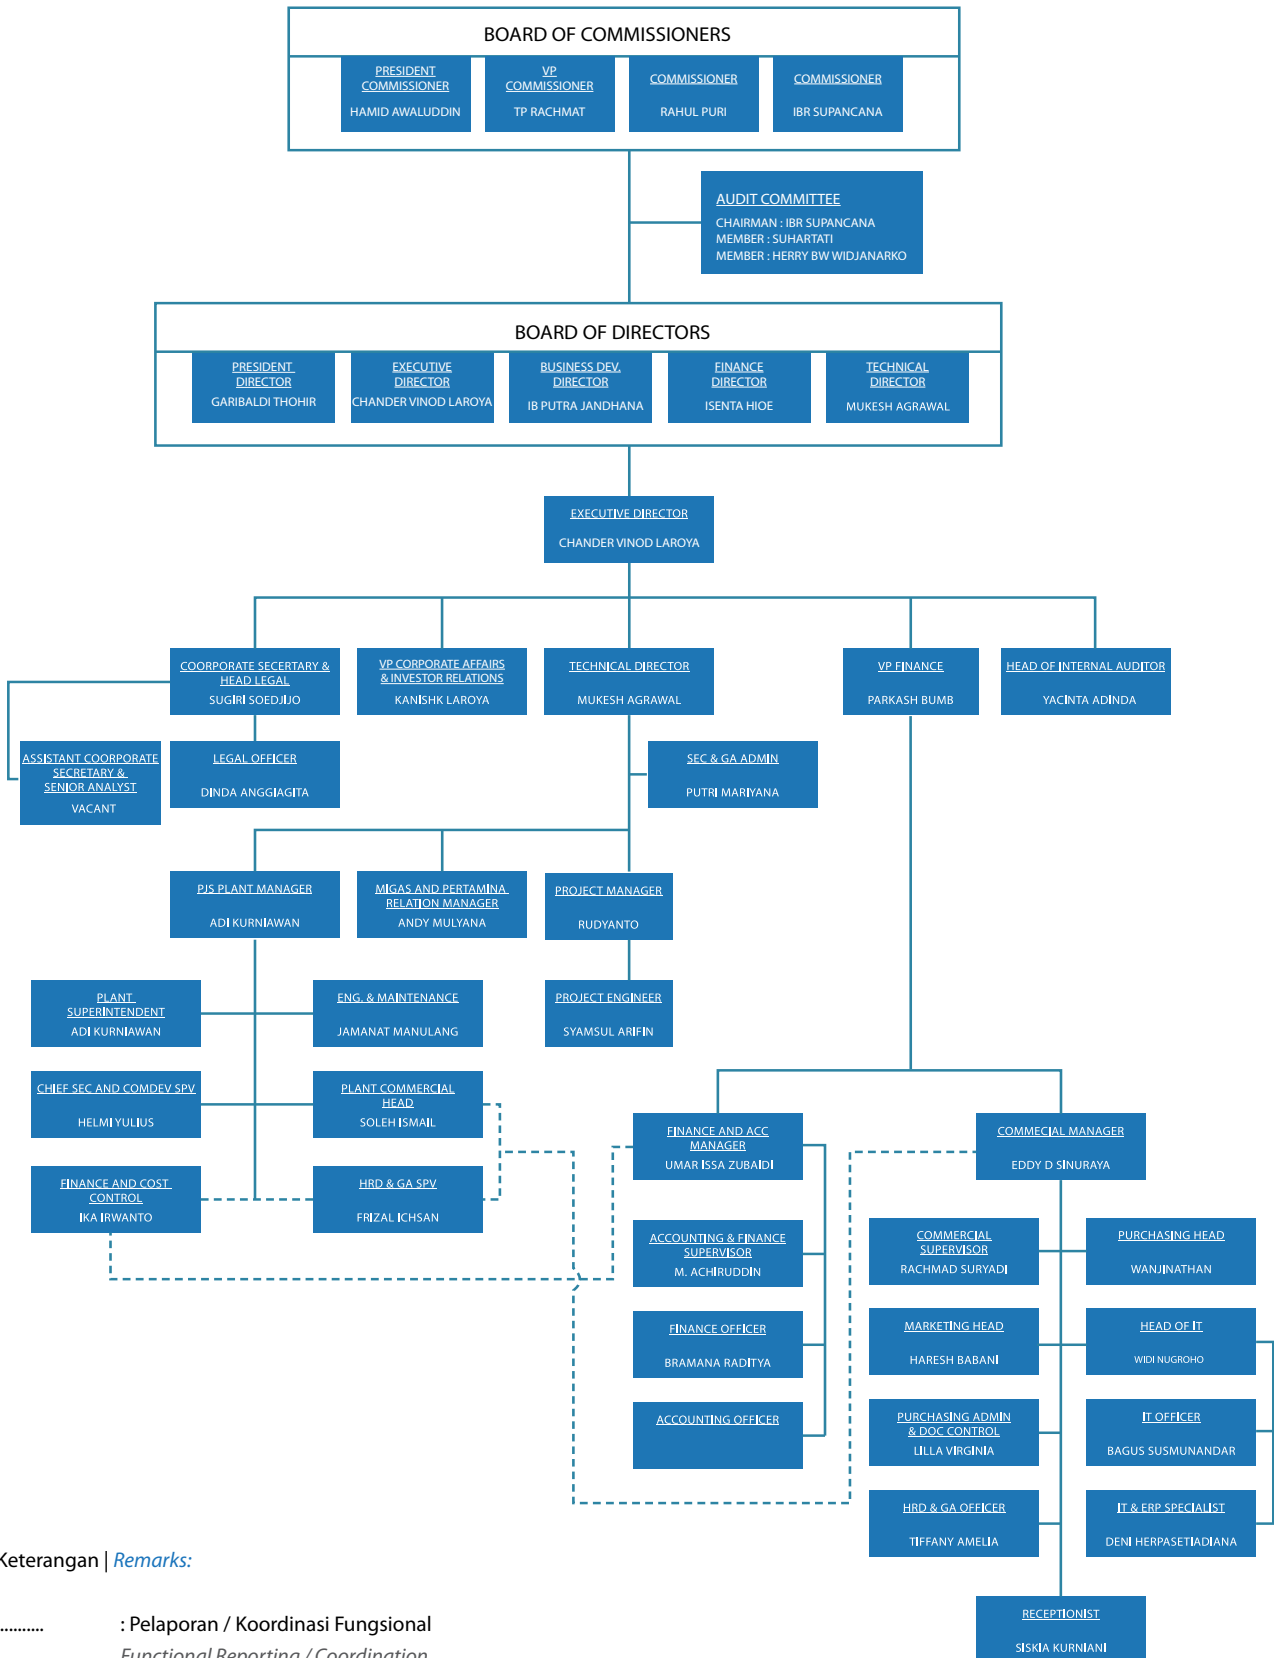 BOARD OF COMMISSIONERS
PRESIDENT
COMMISSIONER
HAMID AWALUDDIN
VP
COMMISSIONER
TP RACHMAT
COMMISSIONER
RAHUL PURI
COMMISSIONER
IBR SUPANCANA
AUDIT COMMITTEE
CHAIRMAN : IBR SUPANCANA
MEMBER : SUHARTATI
MEMBER : HERRY BW WIDJANARKO
BOARD OF DIRECTORS
PRESIDENT
DIRECTOR
GARIBALDI THOHIR
EXECUTIVE
DIRECTOR
CHANDER VINOD LAROYA
BUSINESS DEV.
DIRECTOR
IB PUTRA JANDHANA
FINANCE
DIRECTOR
ISENTA HIOE
TECHNICAL
DIRECTOR
MUKESH AGRAWAL
EXECUTIVE DIRECTOR
CHANDER VINOD LAROYA
COORPORATE SECERTARY &
HEAD LEGAL
SUGIRI SOEDJIJO
VP CORPORATE AFFAIRS
& INVESTOR RELATIONS
KANISHK LAROYA
TECHNICAL DIRECTOR
MUKESH AGRAWAL
VP FINANCE
PARKASH BUMB
HEAD OF INTERNAL AUDITOR
YACINTA ADINDA
ASSISTANT COORPORATE
SECRETARY &
SENIOR ANALYST
VACANT
LEGAL OFFICER
DINDA ANGGIAGITA
SEC & GA ADMIN
PUTRI MARIYANA
PJS PLANT MANAGER
ADI KURNIAWAN
MIGAS AND PERTAMINA
RELATION MANAGER
ANDY MULYANA
PROJECT MANAGER
RUDYANTO
PLANT
SUPERINTENDENT
ADI KURNIAWAN
ENG. & MAINTENANCE
JAMANAT MANULANG
PROJECT ENGINEER
SYAMSUL ARIFIN
CHIEF SEC AND COMDEV SPV
HELMI YULIUS
PLANT COMMERCIAL
HEAD
SOLEH ISMAIL
FINANCE AND COST
CONTROL
IKA IRWANTO
HRD & GA SPV
FRIZAL ICHSAN
FINANCE AND ACC
MANAGER
UMAR ISSA ZUBAIDI
COMMECIAL MANAGER
EDDY D SINURAYA
ACCOUNTING & FINANCE
SUPERVISOR
M. ACHIRUDDIN
COMMERCIAL
SUPERVISOR
RACHMAD SURYADI
PURCHASING HEAD
WANJINATHAN
FINANCE OFFICER
BRAMANA RADITYA
MARKETING HEAD
HARESH BABANI
HEAD OF IT
WIDI NUGROHO
ACCOUNTING OFFICER
PURCHASING ADMIN
& DOC CONTROL
LILLA VIRGINIA
IT OFFICER
BAGUS SUSMUNANDAR
HRD & GA OFFICER
TIFFANY AMELIA
IT & ERP SPECIALIST
DENI HERPASETIADIANA
RECEPTIONIST
SISKIA KURNIANI
Keterangan | Remarks:
.......... : Pelaporan / Koordinasi Fungsional
Functional Reporting / Coordination